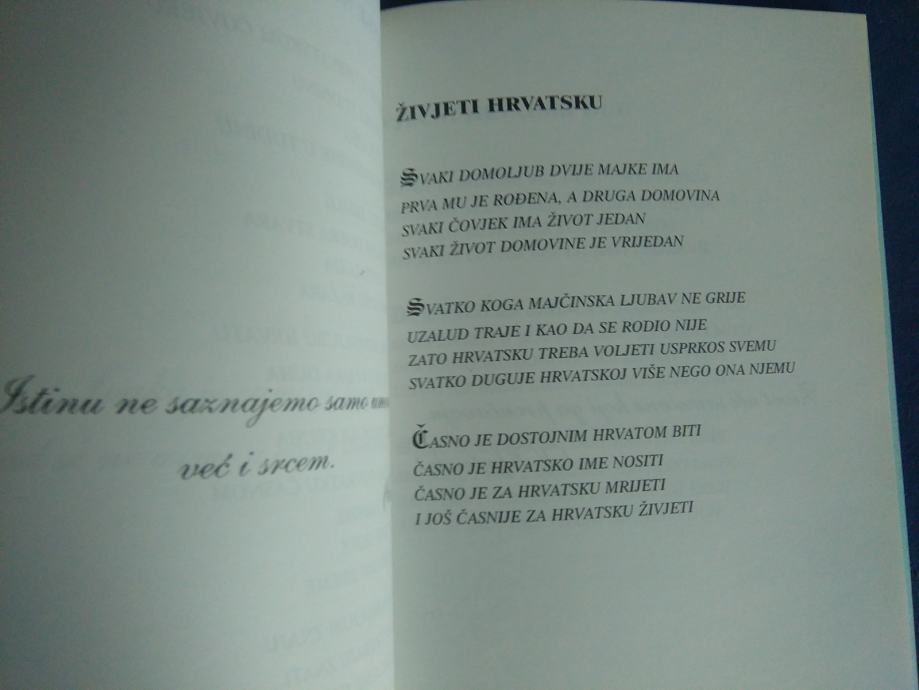 Istinu ne saznajemo samo
već i srcem.
ŽIVJETI HRVATSKU
SVAKI DOMOLJUB DVIJE MAJKE IMA
PRVA MU JE ROĐENA, A DRUGA DOMOVINA
SVAKI ČOVJEK IMA ŽIVOT JEDAN
SVAKI ŽIVOT DOMOVINE JE VRIJEDAN
SVATKO KOGA MAJČINSKA LJUBAV NE GRIJE
UZALUD TRAJE I KAO DA SE RODIO NIJE
ZATO HRVATSKU TREBA VOLJETI USPRKOS SVEMU
SVATKO DUGUJE HRVATSKOJ VIŠE NEGO ONA NJEMU
ČASNO JE DOSTOJNIM HRVATOM BITI
ČASNO JE HRVATSKO IME NOSITI
ČASNO JE ZA HRVATSKU MRIJETI
I JOŠ ČASNIJE ZA HRVATSKU ŽIVJETI